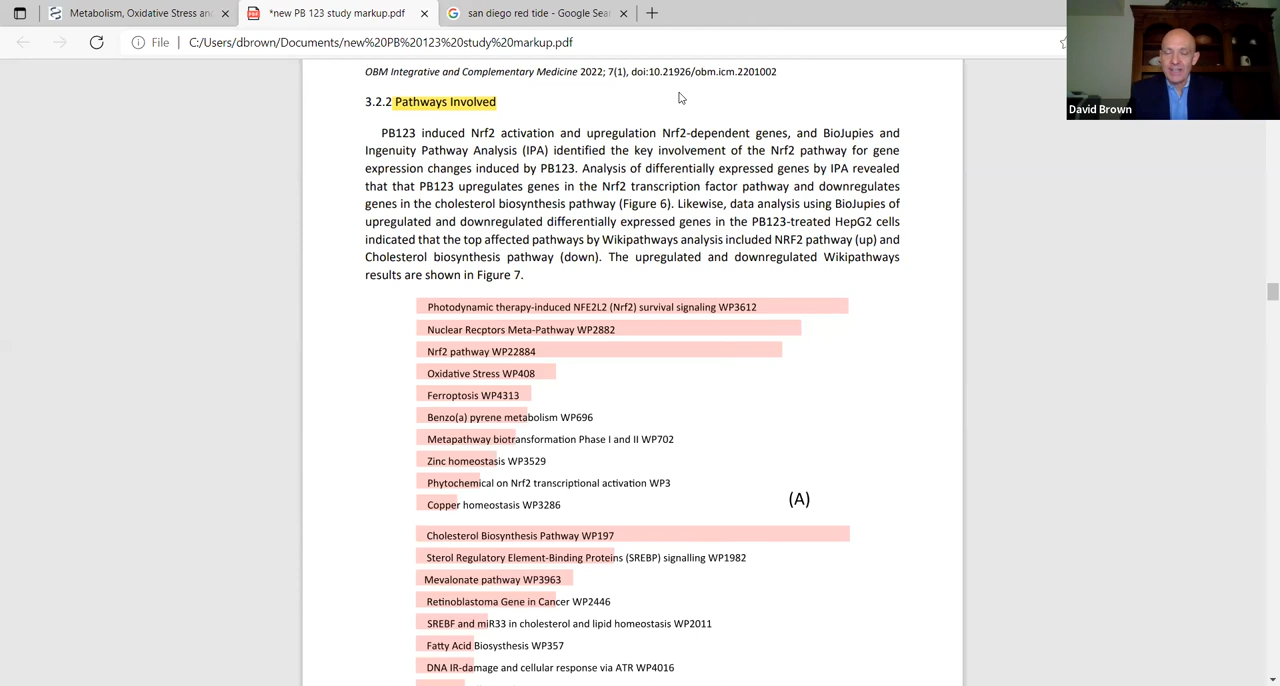 Metabolism, Oxidative Stress an
*new PB 123 study markup.pdf
san diego red tide - Google Sea
File
C:/Users/dbrown/Documents/new%20PB%20123%20study%20markup.pdf
David Brown
OBM Integrative and Complementary Medicine 2022; 7(1), doi:10.21926/obm.icm.2201002
3.2.2 Pathways Involved
PB123 induced Nrf2 activation and upregulation Nrf2-dependent genes, and BioJupies and
Ingenuity Pathway Analysis (IPA) identified the key involvement of the Nrf2 pathway for gene
expression changes induced by PB123. Analysis of differentially expressed genes by IPA revealed
that that PB123 upregulates genes in the Nrf2 transcription factor pathway and downregulates
genes in the cholesterol biosynthesis pathway (Figure 6). Likewise, data analysis using BioJupies of
upregulated and downregulated differentially expressed genes in the PB123-treated HepG2 cells
indicated that the top affected pathways by Wikipathways analysis included NRF2 pathway (up) and
Cholesterol biosynthesis pathway (down). The upregulated and downregulated Wikipathways
results are shown in Figure 7.
Photodynamic therapy-induced NFE2L2 (Nrf2) survival signaling WP3612
Nuclear Recptors Meta-Pathway WP2882
Nrf2 pathway WP22884
Oxidative Stress WP408
Ferroptosis WP4313
Benzo(a) pyrene metabolism WP696
Metapathway biotransformation Phase I and II WP702
Zinc homeostasis WP3529
Phytochemical on Nrf2 transcriptional activation WP3
Copper homeostasis WP3286
(A)
Cholesterol Biosynthesis Pathway WP197
Sterol Regulatory Element-Binding Proteins (SREBP) signalling WP1982
Mevalonate pathway WP3963
Retinoblastoma Gene in Cancer WP2446
SREBF and miR33 in cholesterol and lipid homeostasis WP2011
Fatty Acid Biosysthesis WP357
DNA IR-damage and cellular response via ATR WP4016